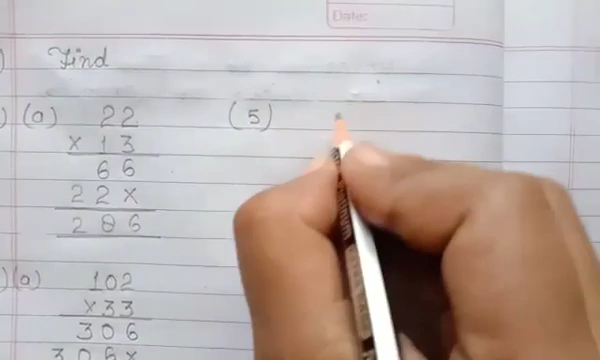 Date:
) Find
) (a) 22 (5)
× 13
66
22×
286
) (a) 102
×33
306
306×